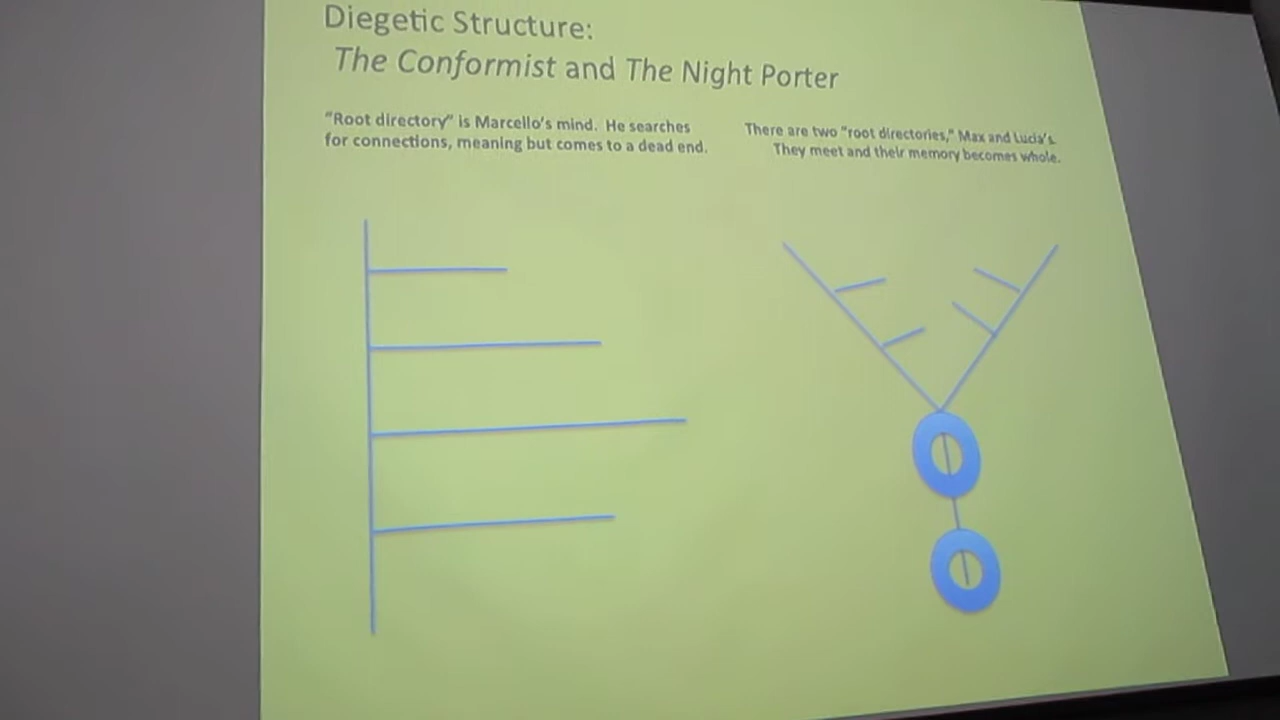 Diegetic Structure:
The Conformist and The Night Porter
"Root directory" is Marcello's mind. He searches
for connections, meaning but comes to a dead end.
There are two "root directories," Max and Lucia's.
They meet and their memory becomes whole.